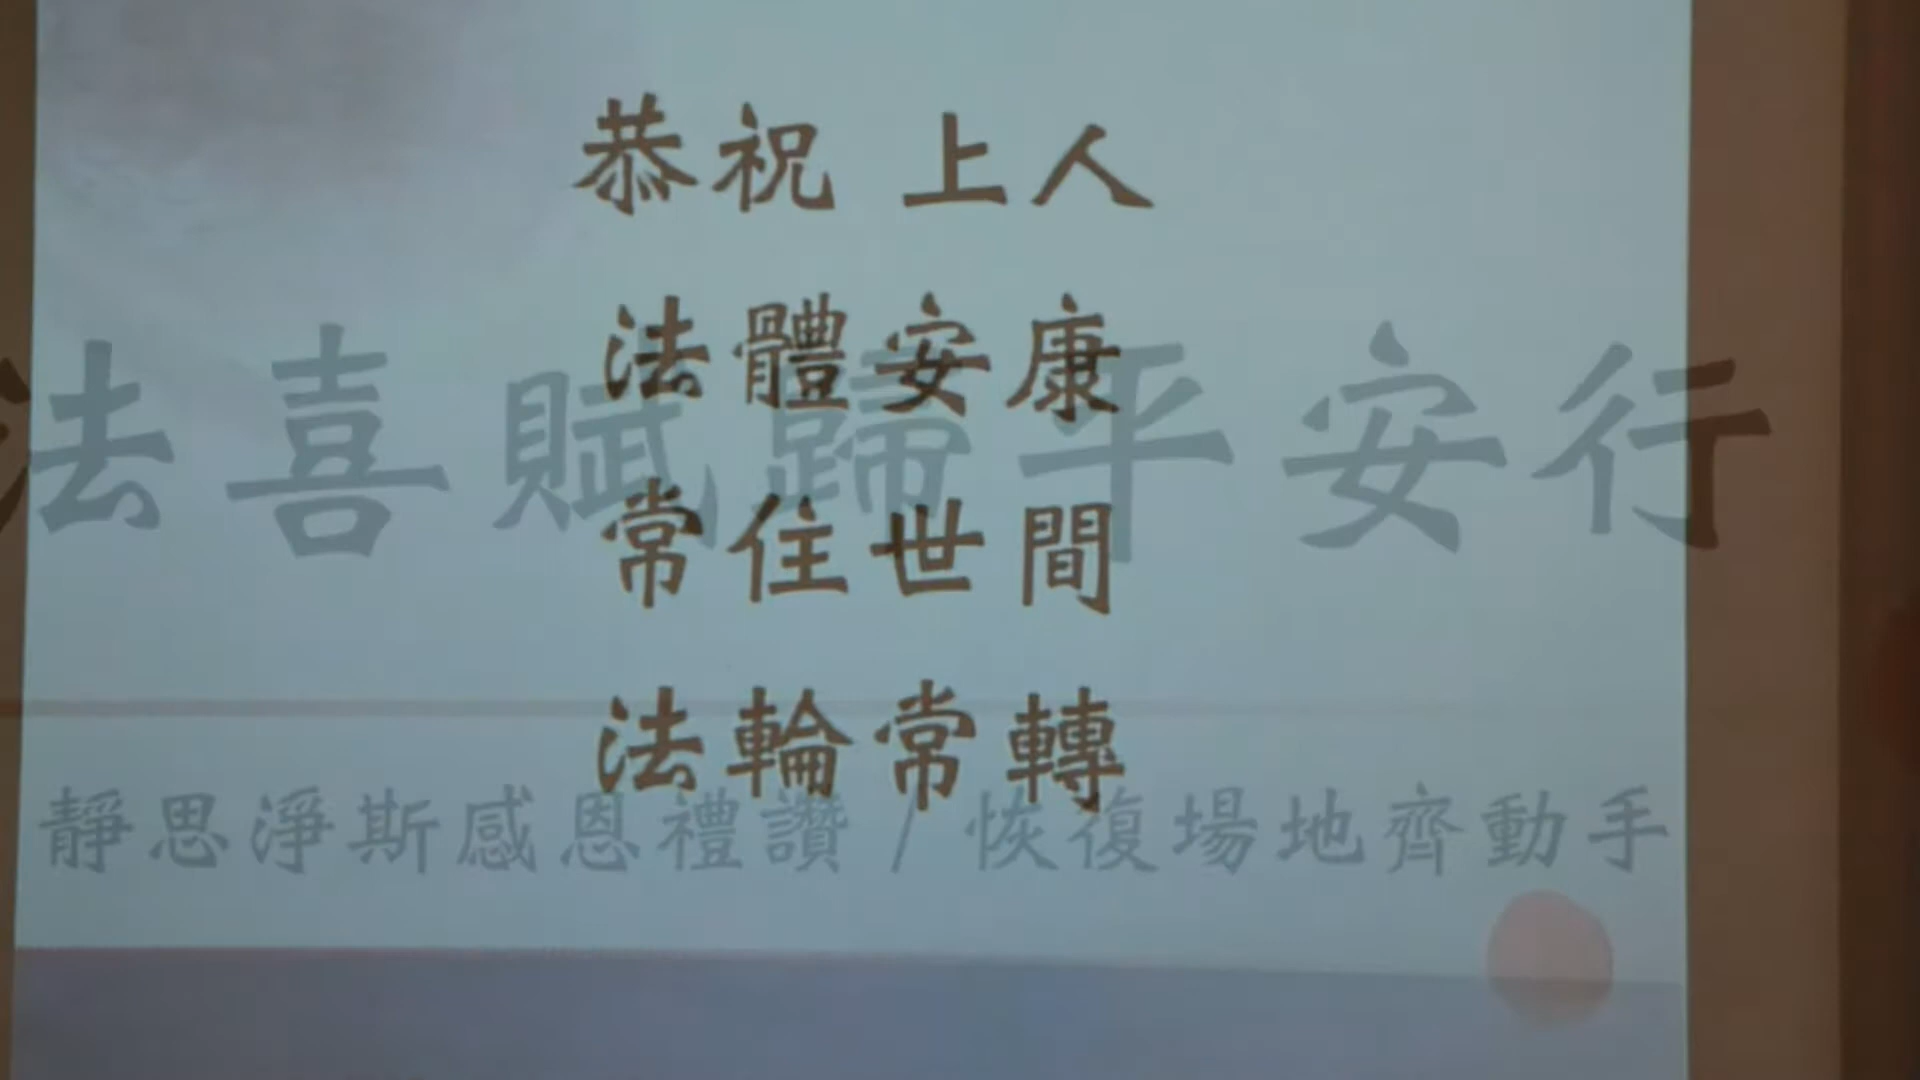 恭祝 上人
法體安康
法喜賦歸平安行
常住世間
法輪常轉
靜思淨斯感恩禮讚/恢復場地齊動手